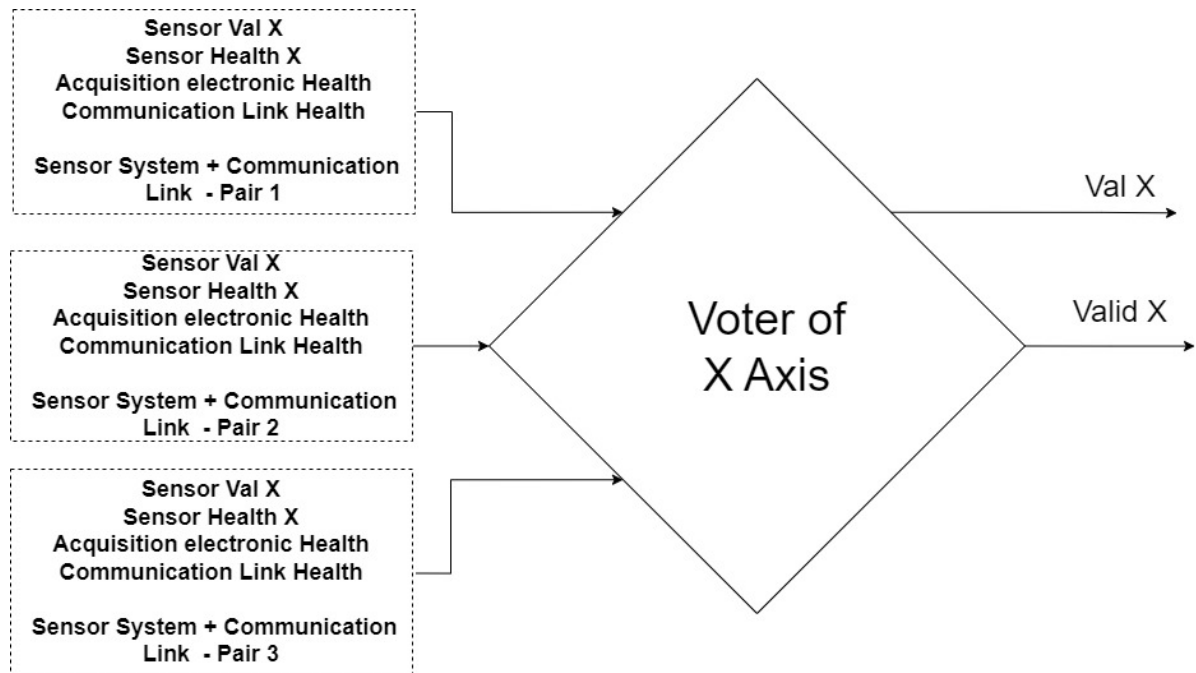 Sensor Val X
Sensor Health X
Acquisition electronic Health
Communication Link Health
Sensor System + Communication
Link - Pair 1
Sensor Val X
Sensor Health X
Acquisition electronic Health
Communication Link Health
Sensor System + Communication
Link - Pair 2
Sensor Val X
Sensor Health X
Acquisition electronic Health
Communication Link Health
Sensor System + Communication
Link - Pair 3
Voter of
X Axis
Val X
Valid X